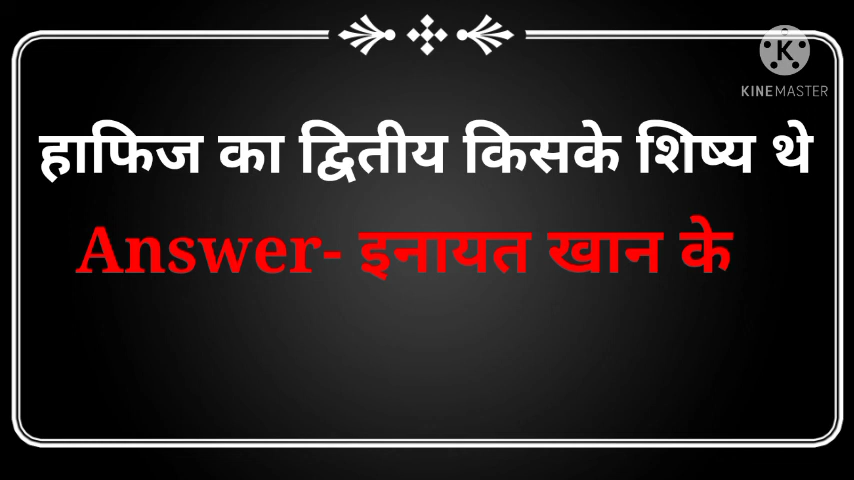 K
KINEMASTER
हाफिज का द्वितीय किसके शिष्य थे
Answer- इनायत खान के